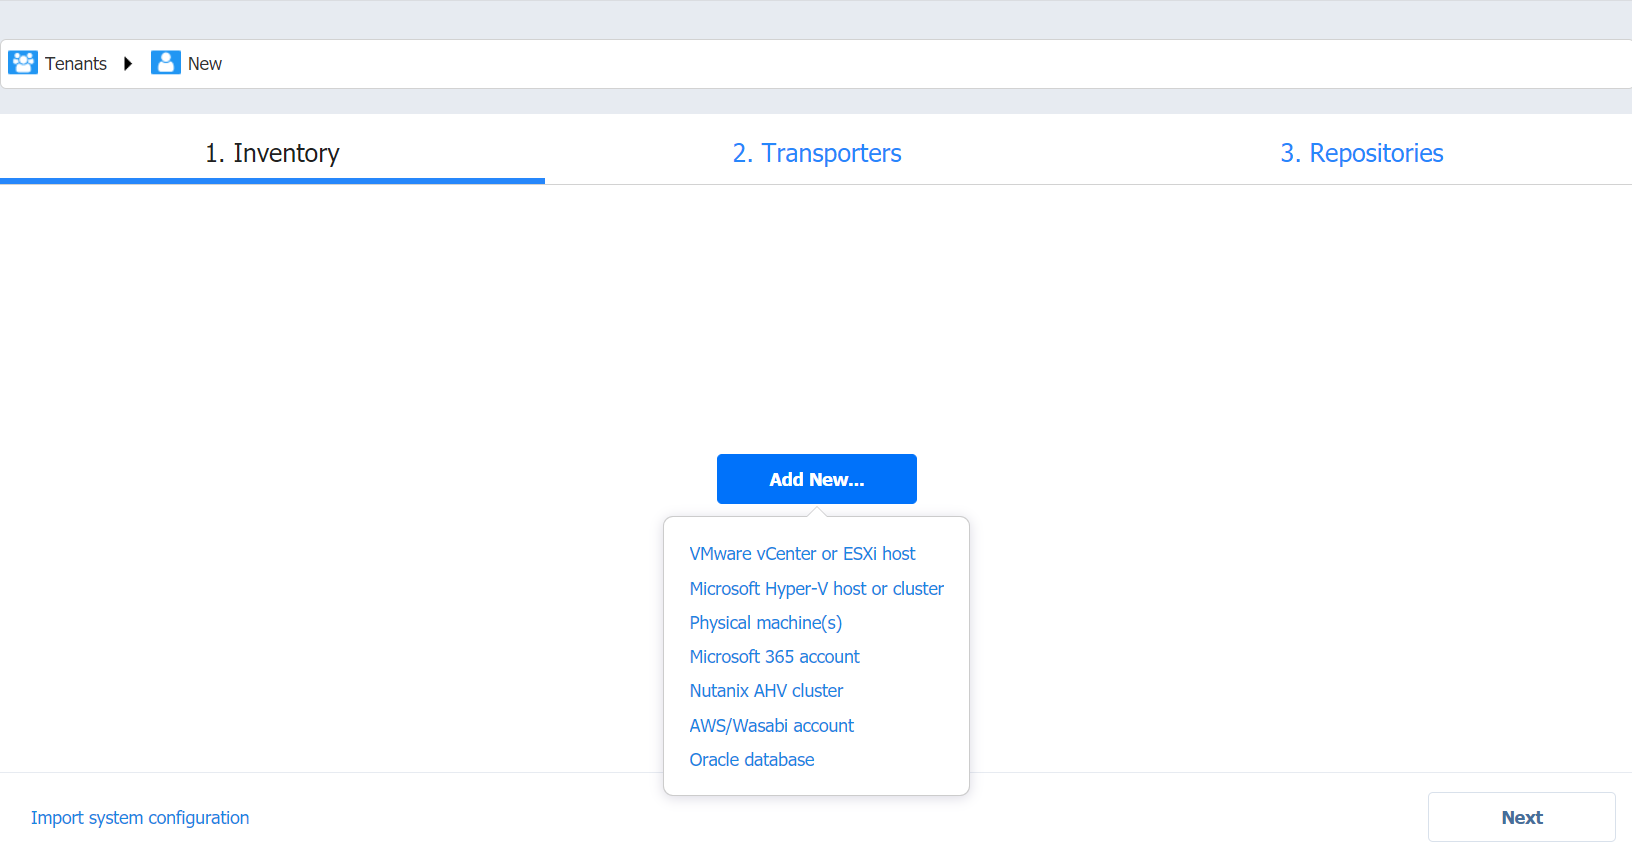 Tenants New
1. Inventory
2. Transporters
3. Repositories
Add New...
VMware vCenter or ESXi host
Microsoft Hyper-V host or cluster
Physical machine(s)
Microsoft 365 account
Nutanix AHV cluster
AWS/Wasabi account
Oracle database
Import system configuration
Next